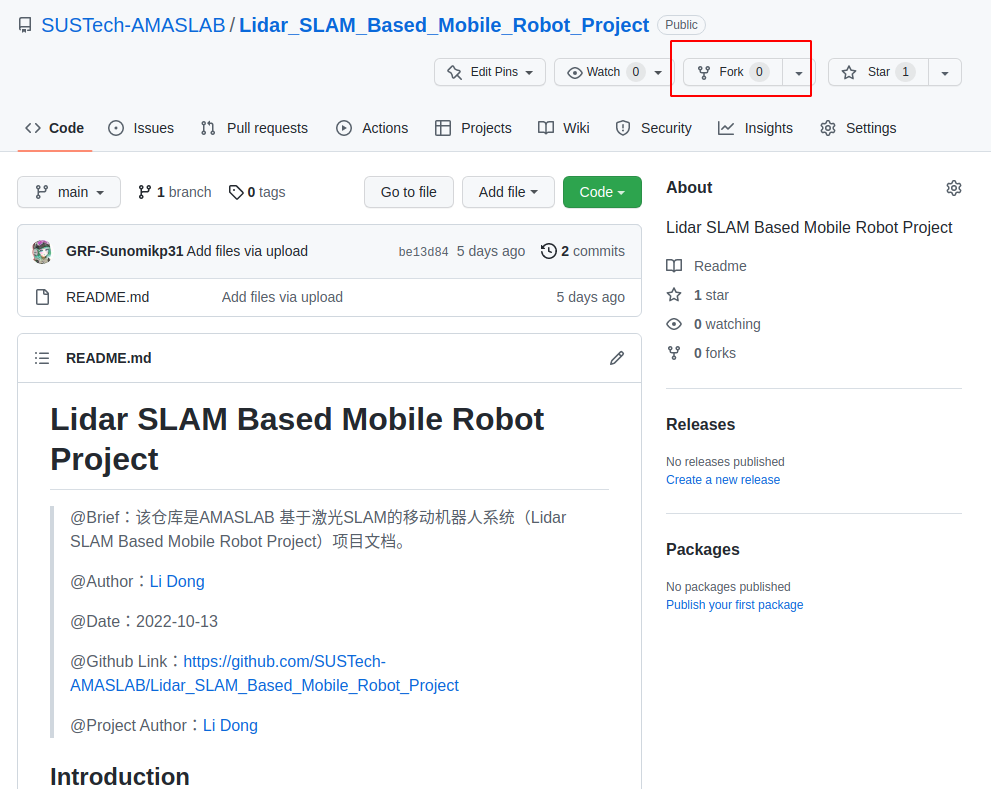 SUSTech-AMASLAB / Lidar_SLAM_Based_Mobile_Robot_Project Public
Edit Pins Watch 0 Fork 0 Star 1
Code Issues Pull requests Actions Projects Wiki Security Insights Settings
main 1 branch 0 tags Go to file Add file Code
GRF-Sunomikp31 Add files via upload be13d84 5 days ago 2 commits
README.md Add files via upload 5 days ago
README.md
Lidar SLAM Based Mobile Robot
Project
@Brief：该仓库是AMASLAB 基于激光SLAM的移动机器人系统（Lidar
SLAM Based Mobile Robot Project）项目文档。
@Author：Li Dong
@Date：2022-10-13
@Github Link：https://github.com/SUSTech-
AMASLAB/Lidar_SLAM_Based_Mobile_Robot_Project
@Project Author：Li Dong
Introduction
About
Lidar SLAM Based Mobile Robot Project
Readme
1 star
0 watching
0 forks
Releases
No releases published
Create a new release
Packages
No packages published
Publish your first package